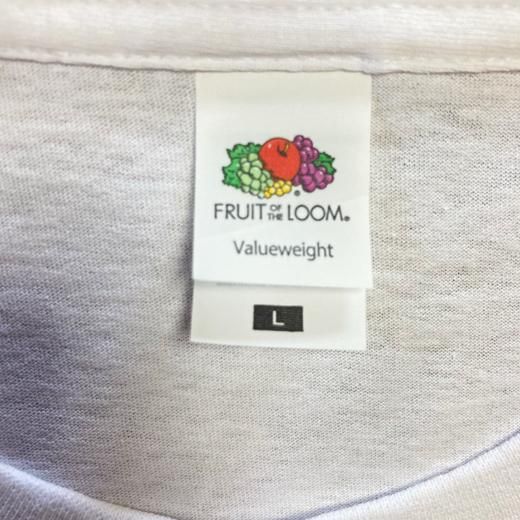 FRUIT OF THE LOOM®
Valueweight
L